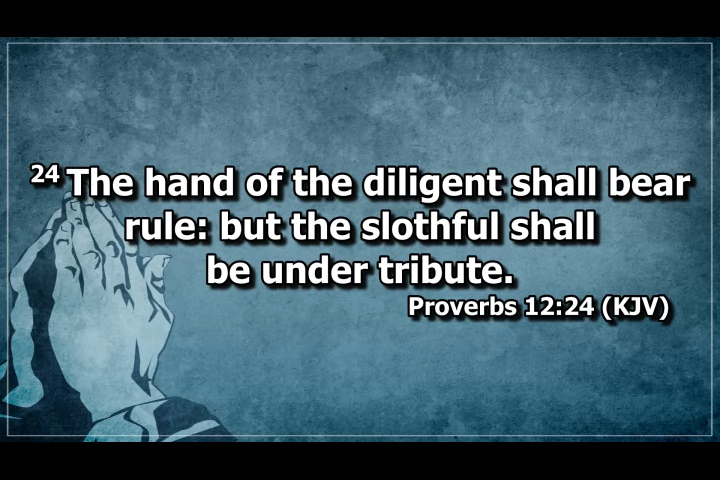 24 The hand of the diligent shall bear
rule: but the slothful shall
be under tribute.
Proverbs 12:24 (KJV)